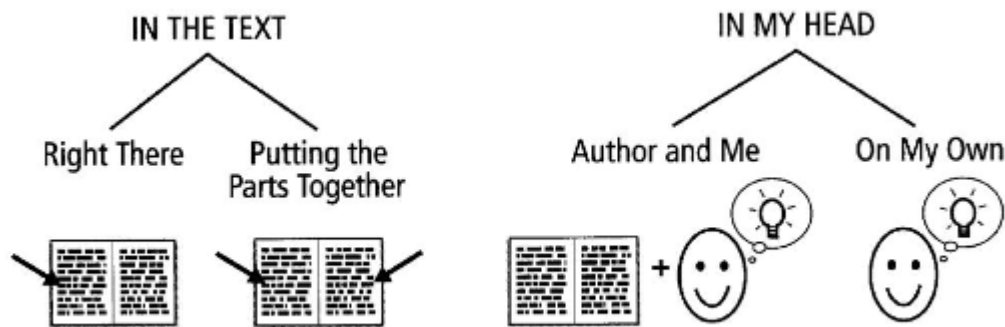 IN THE TEXT
IN MY HEAD
Right There
Putting the
Parts Together
Author and Me
On My Own
+